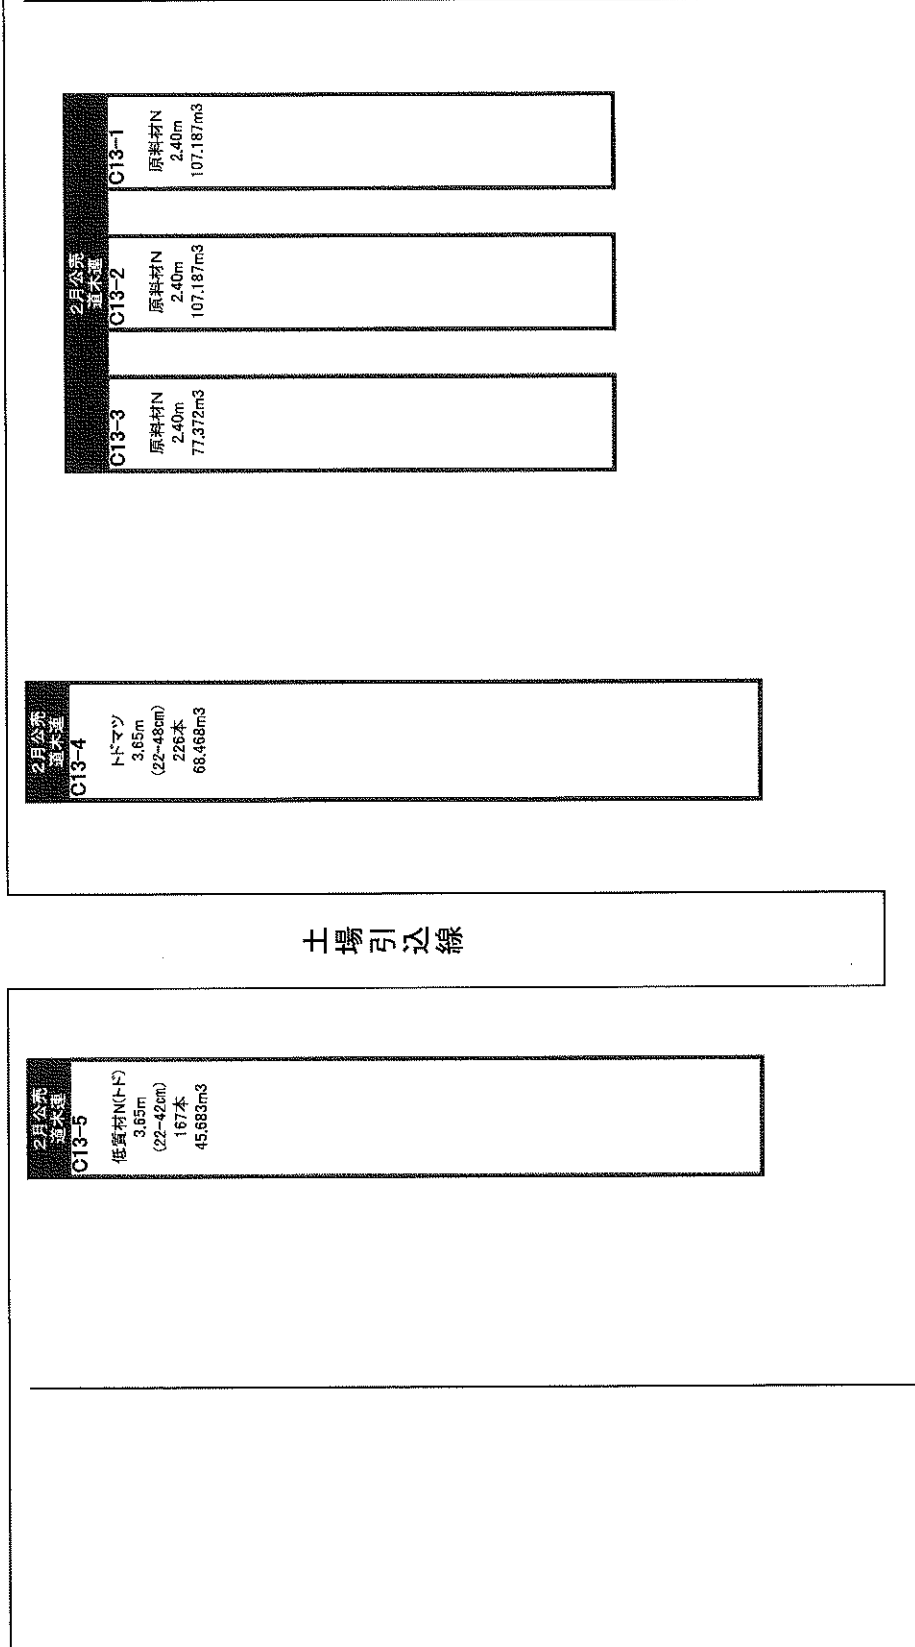 2月公売
道木連
C13-5
低質材N(トド)
3.65m
(22-42cm)
167本
45.683m3
土場引込線
2月公売
道木連
C13-4
トドマツ
3.65m
(22-48cm)
226本
68.468m3
2月公売
道木連
C13-3
原料材N
2.40m
77.372m3
C13-2
原料材N
2.40m
107.187m3
C13-1
原料材N
2.40m
107.187m3